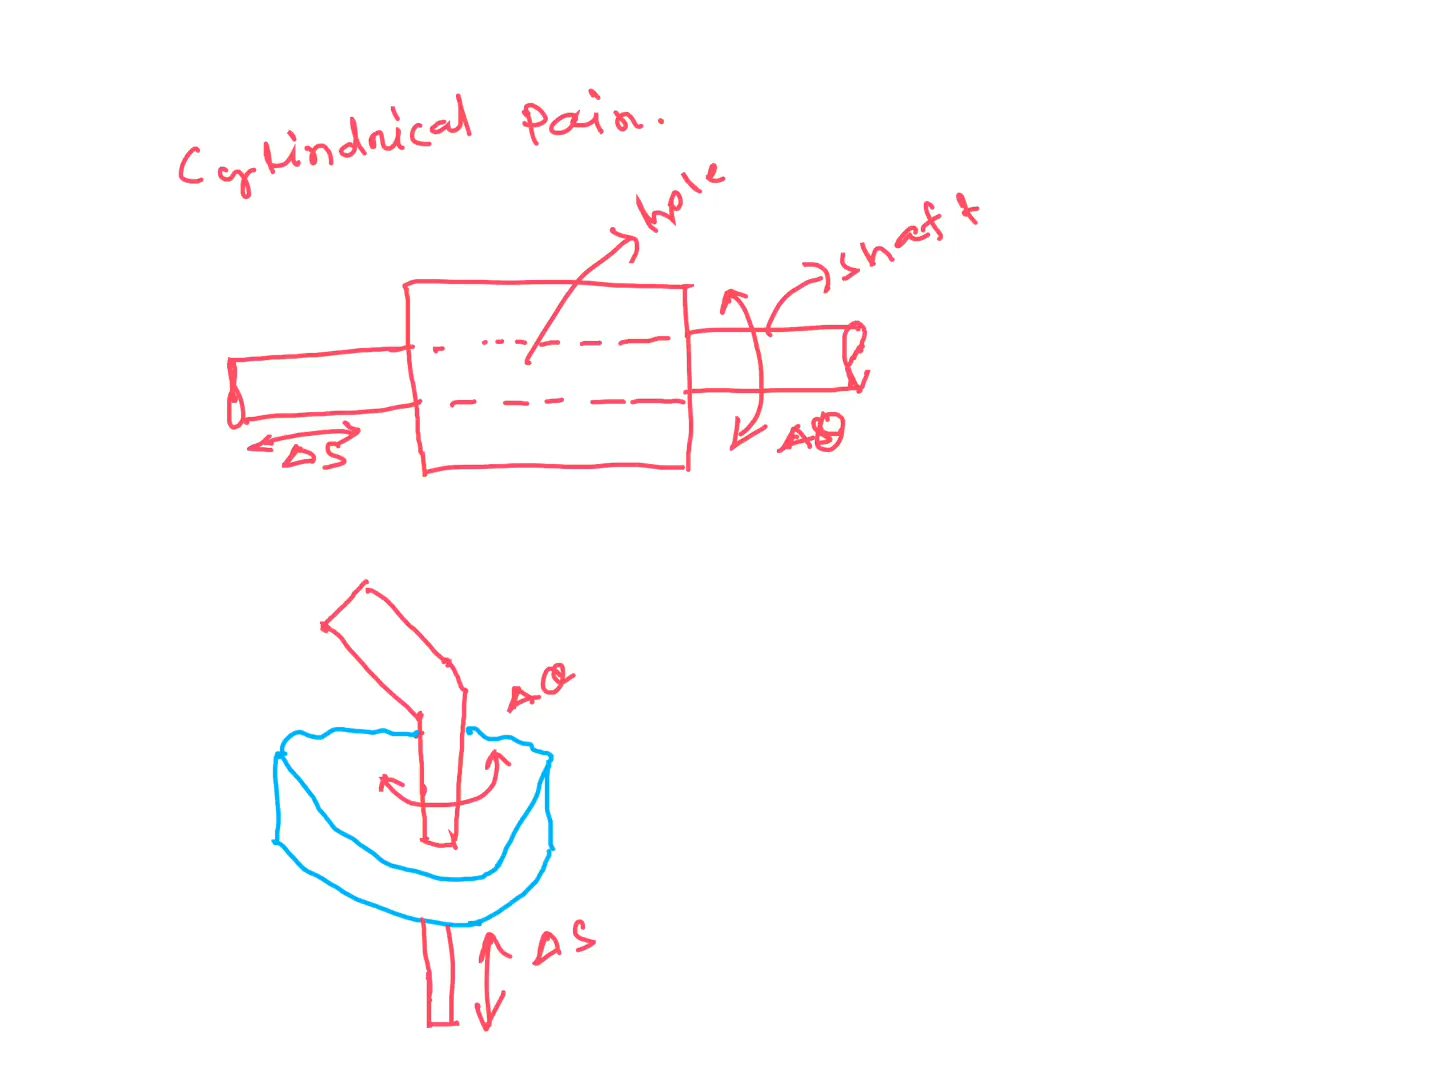 Cylindrical pair.
hole
shaft
ΔS
Δθ
Δθ
ΔS